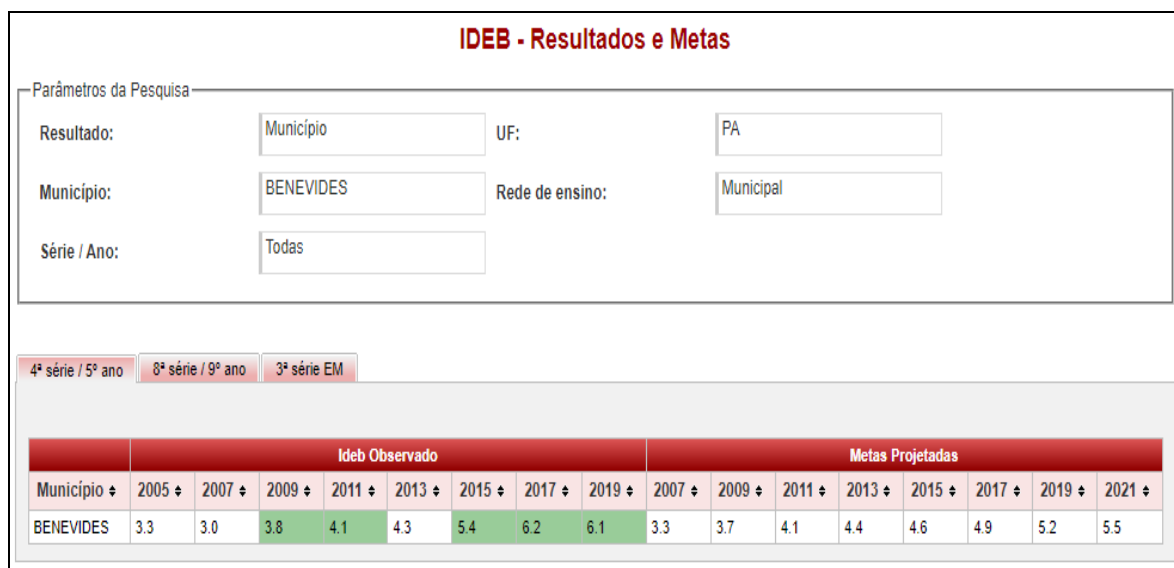 IDEB - Resultados e Metas
Parâmetros da Pesquisa
Resultado: Município UF: PA
Município: BENEVIDES Rede de ensino: Municipal
Série / Ano: Todas
4ª série / 5º ano 8ª série / 9º ano 3ª série EM
Ideb Observado Metas Projetadas
Município 2005 2007 2009 2011 2013 2015 2017 2019 2007 2009 2011 2013 2015 2017 2019 2021
BENEVIDES 3.3 3.0 3.8 4.1 4.3 5.4 6.2 6.1 3.3 3.7 4.1 4.4 4.6 4.9 5.2 5.5